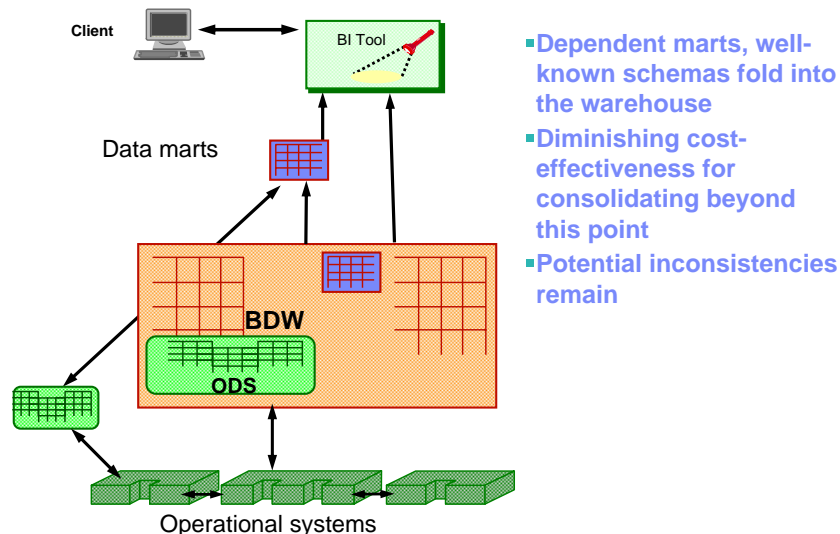 Client
BI Tool
Data marts
BDW
ODS
Operational systems
▪Dependent marts, well-
known schemas fold into
the warehouse
▪Diminishing cost-
effectiveness for
consolidating beyond
this point
▪Potential inconsistencies
remain